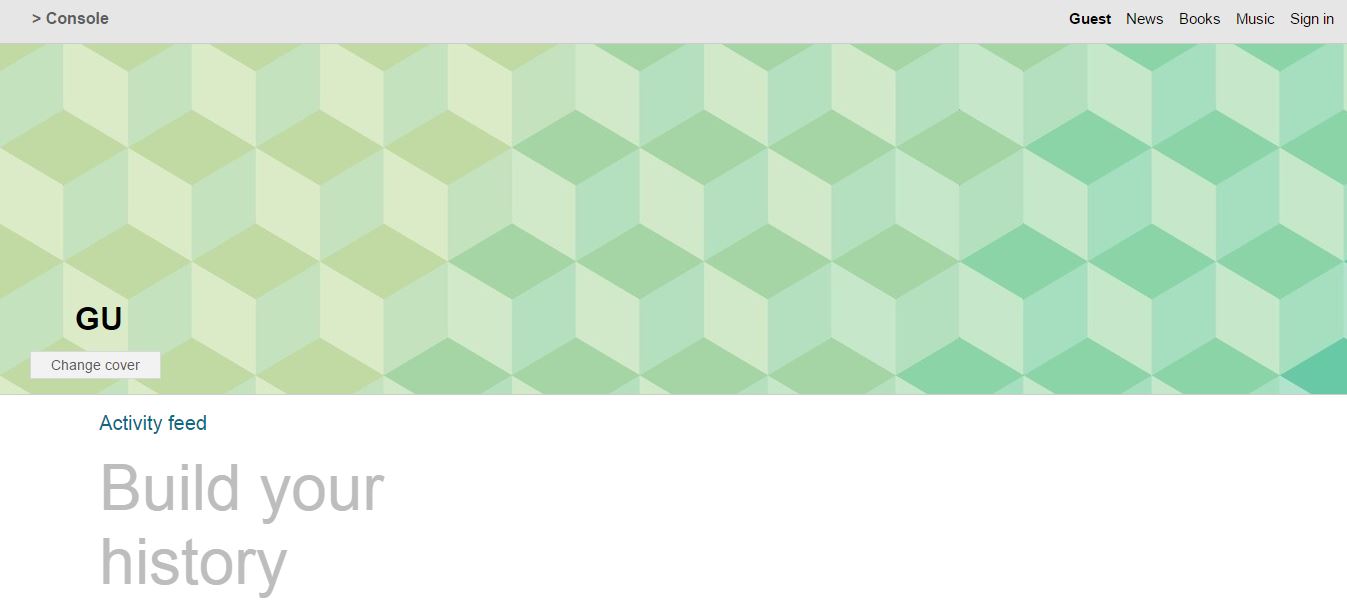 > Console
Guest News Books Music Sign in
GU
Change cover
Activity feed
Build your
history